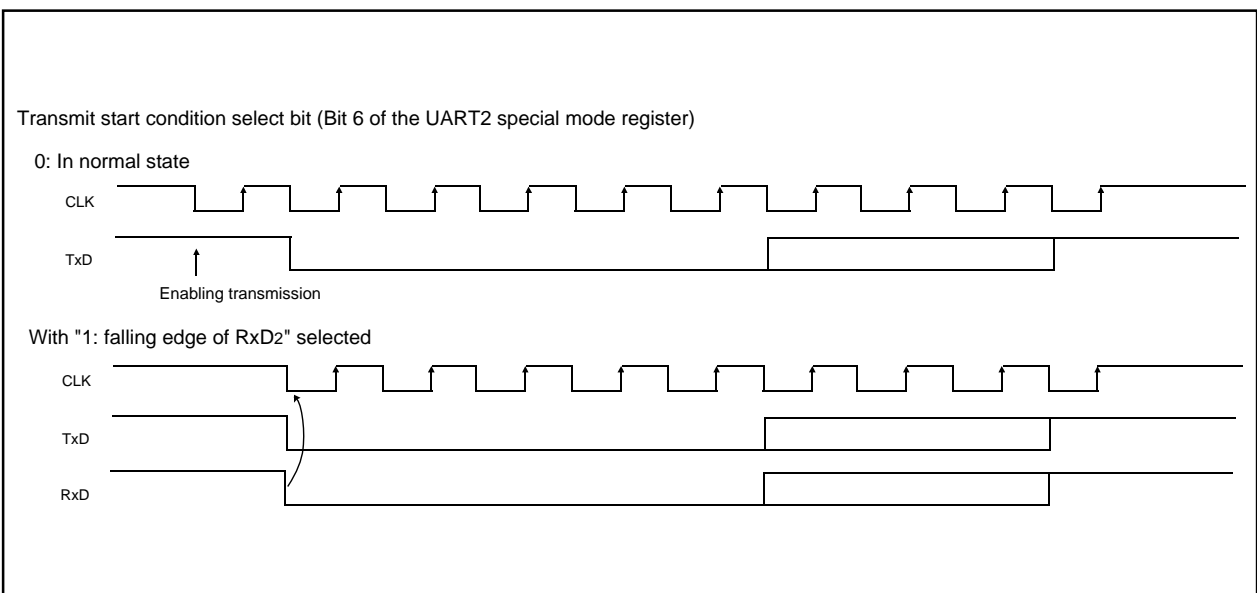 Transmit start condition select bit (Bit 6 of the UART2 special mode register)
0: In normal state
CLK
TxD
Enabling transmission
With "1: falling edge of RxD2" selected
CLK
TxD
RxD